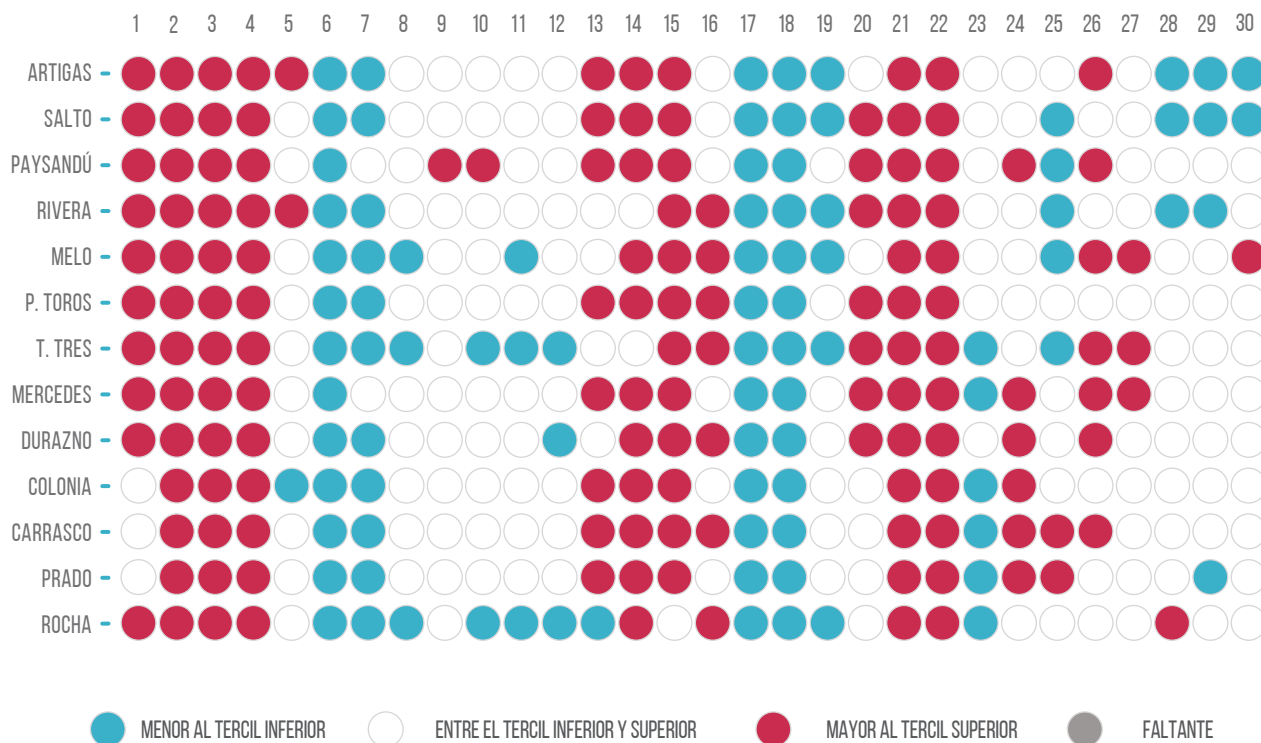 1 2 3 4 5 6 7 8 9 10 11 12 13 14 15 16 17 18 19 20 21 22 23 24 25 26 27 28 29 30
ARTIGAS
SALTO
PAYSANDÚ
RIVERA
MELO
P. TOROS
T. TRES
MERCEDES
DURAZNO
COLONIA
CARRASCO
PRADO
ROCHA
MENOR AL TERCIL INFERIOR ENTRE EL TERCIL INFERIOR Y SUPERIOR MAYOR AL TERCIL SUPERIOR FALTANTE